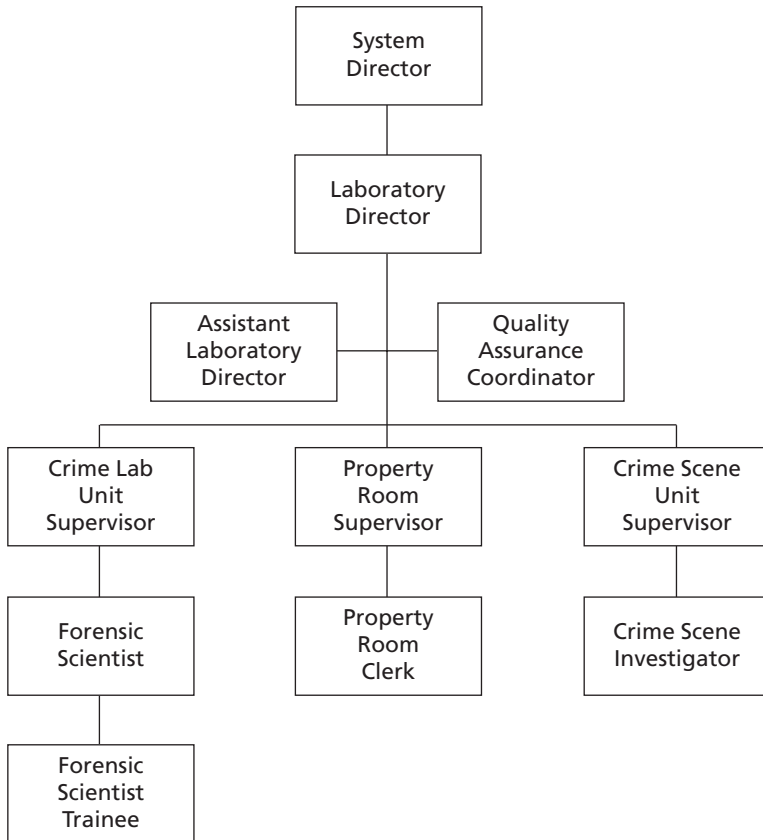 System
Director
Laboratory
Director
Assistant
Laboratory
Director
Quality
Assurance
Coordinator
Crime Lab
Unit
Supervisor
Property
Room
Supervisor
Crime Scene
Unit
Supervisor
Forensic
Scientist
Property
Room
Clerk
Crime Scene
Investigator
Forensic
Scientist
Trainee